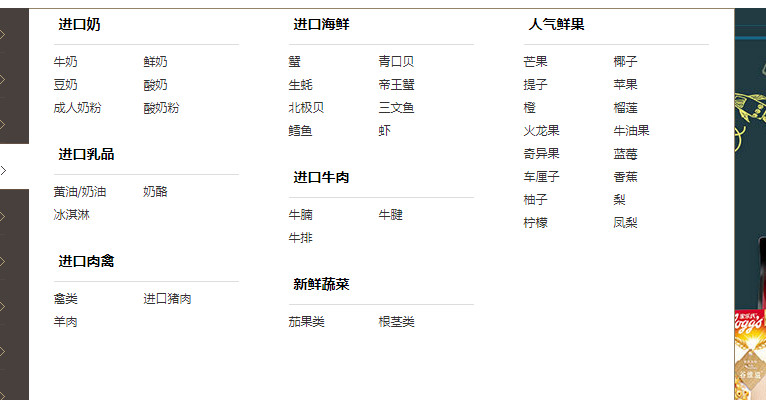 进口奶
牛奶 鲜奶
豆奶 酸奶
成人奶粉 酸奶粉
进口乳品
黄油/奶油 奶酪
冰淇淋
进口肉禽
禽类 进口猪肉
羊肉
进口海鲜
蟹 青口贝
生蚝 帝王蟹
北极贝 三文鱼
鳕鱼 虾
进口牛肉
牛腩 牛腱
牛排
新鲜蔬菜
茄果类 根茎类
人气鲜果
芒果 椰子
提子 苹果
橙 榴莲
火龙果 牛油果
奇异果 蓝莓
车厘子 香蕉
柚子 梨
柠檬 凤梨